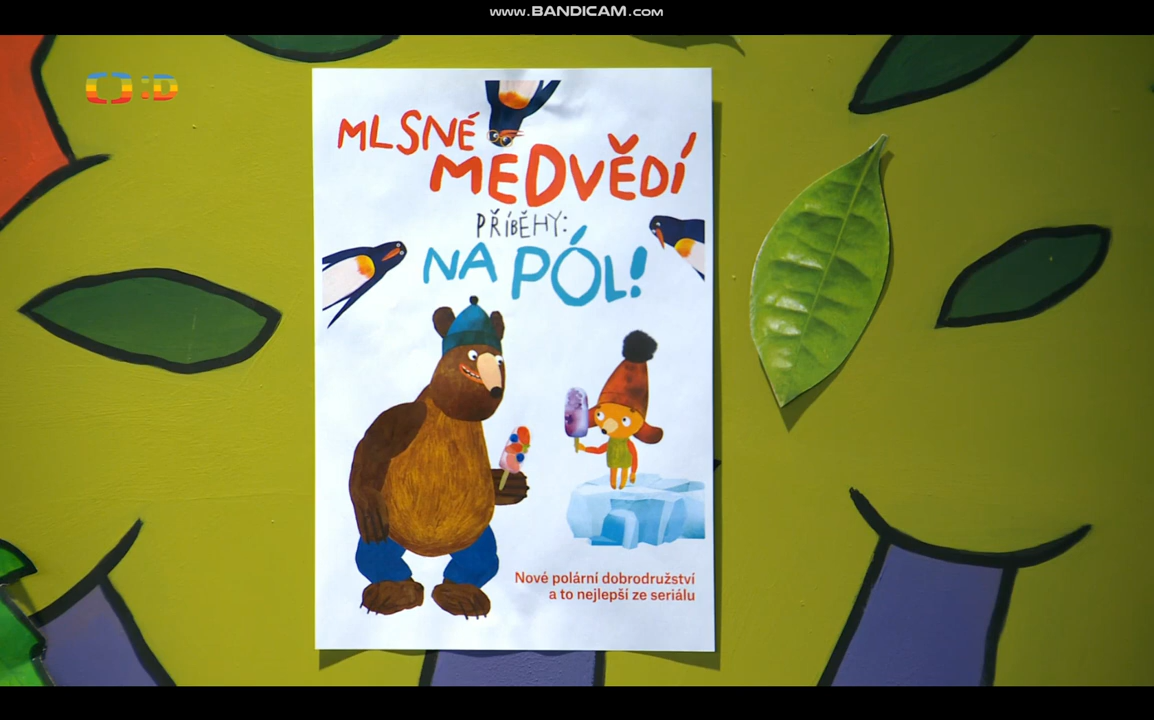 www.BANDICAM.com
:D
MLSNÉ
MEDVĚDÍ
PŘÍBĚHY:
NA PÓL!
Nové polární dobrodružství
a to nejlepší ze seriálu